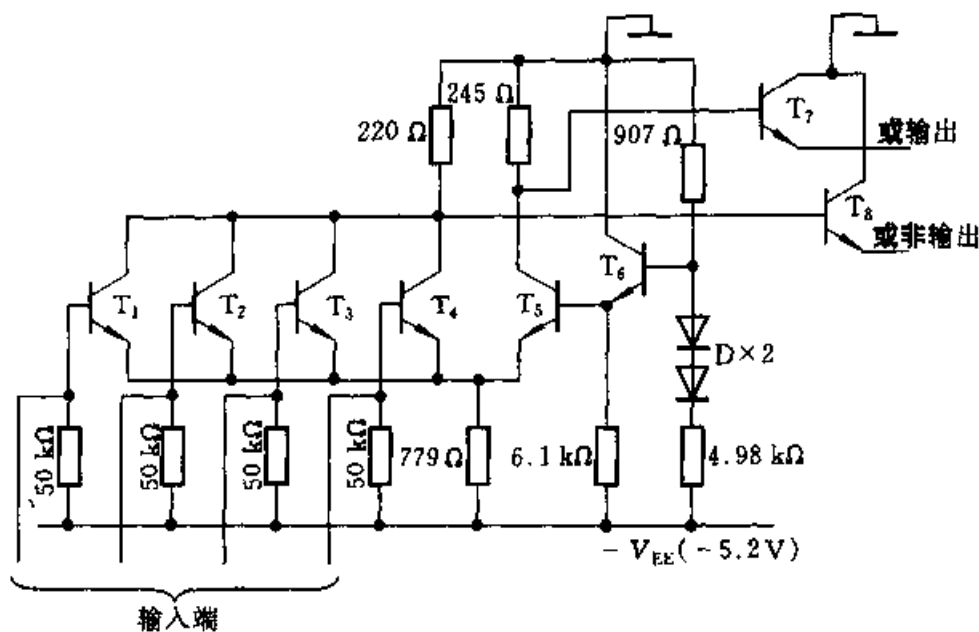 245 Ω
220 Ω
907 Ω
T₇
或输出
T₈
或非输出
T₆
T₁
T₂
T₃
T₄
T₅
D×2
50 kΩ
50 kΩ
50 kΩ
50 kΩ
779 Ω
6.1 kΩ
4.98 kΩ
- V_EE(-5.2V)
输入端